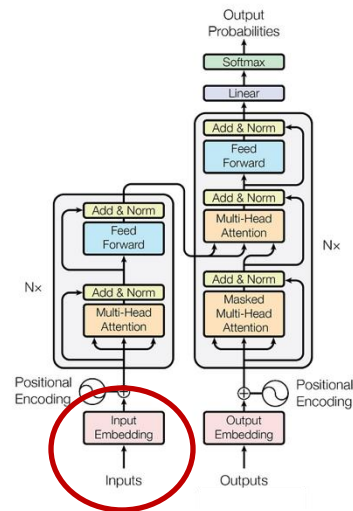 Output
Probabilities
Softmax
Linear
Add & Norm
Feed
Forward
Add & Norm
Multi-Head
Attention
Nx
Add & Norm
Masked
Multi-Head
Attention
Positional
Encoding
Output
Embedding
Outputs
Add & Norm
Feed
Forward
Nx
Add & Norm
Multi-Head
Attention
Positional
Encoding
Input
Embedding
Inputs